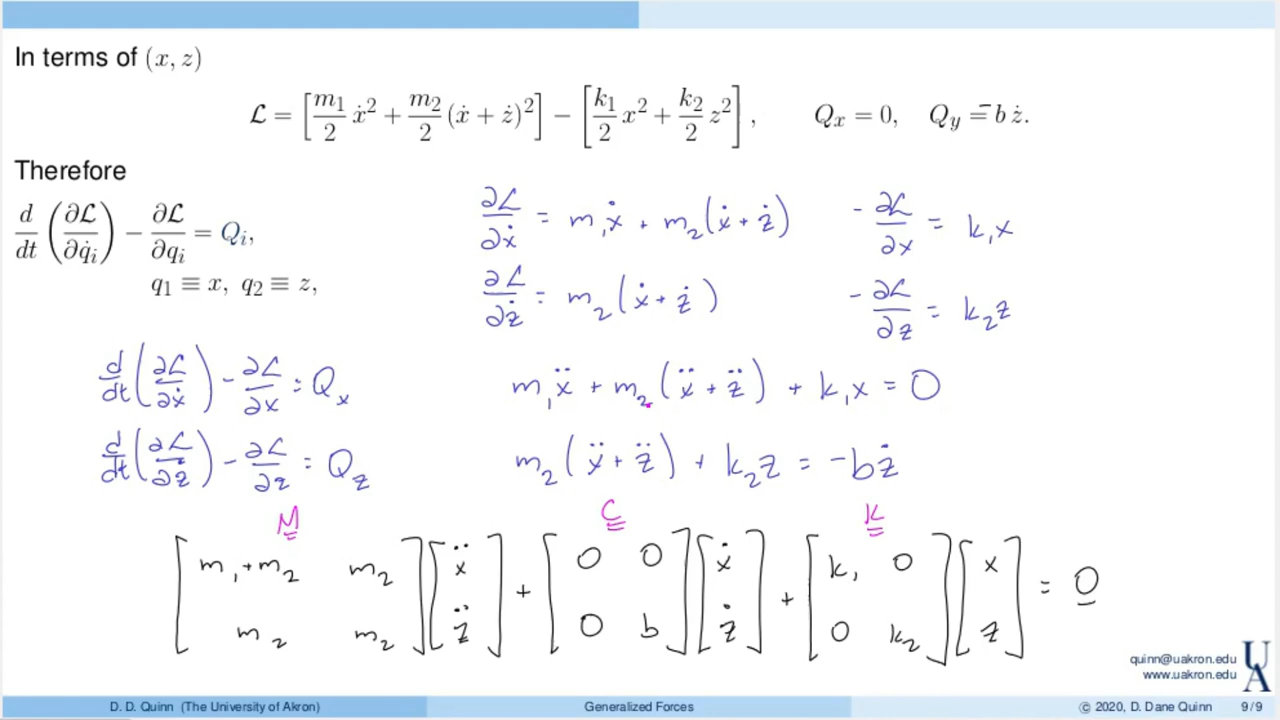 In terms of (x, z)
ℒ = [m₁/2 ẋ² + m₂/2 (ẋ + ż)²] − [k₁/2 x² + k₂/2 z²], Qₓ = 0, Q_y = −b ż.
Therefore
d/dt (∂ℒ/∂q̇ᵢ) − ∂ℒ/∂qᵢ = Qᵢ,
q₁ ≡ x, q₂ ≡ z,
∂ℒ/∂ẋ = m₁ẋ + m₂(ẋ + ż) −∂ℒ/∂x = k₁x
∂ℒ/∂ż = m₂(ẋ + ż) −∂ℒ/∂z = k₂z
d/dt(∂ℒ/∂ẋ) − ∂ℒ/∂x = Qₓ m₁ẍ + m₂(ẍ + z̈) + k₁x = 0
d/dt(∂ℒ/∂ż) − ∂ℒ/∂z = Q_z m₂(ẍ + z̈) + k₂z = −bż
M C K
[m₁+m₂ m₂; m₂ m₂] [ẍ; z̈] + [0 0; 0 b] [ẋ; ż] + [k₁ 0; 0 k₂] [x; z] = 0
quinn@uakron.edu
www.uakron.edu
UA
D. D. Quinn (The University of Akron) Generalized Forces © 2020, D. Dane Quinn 9/9